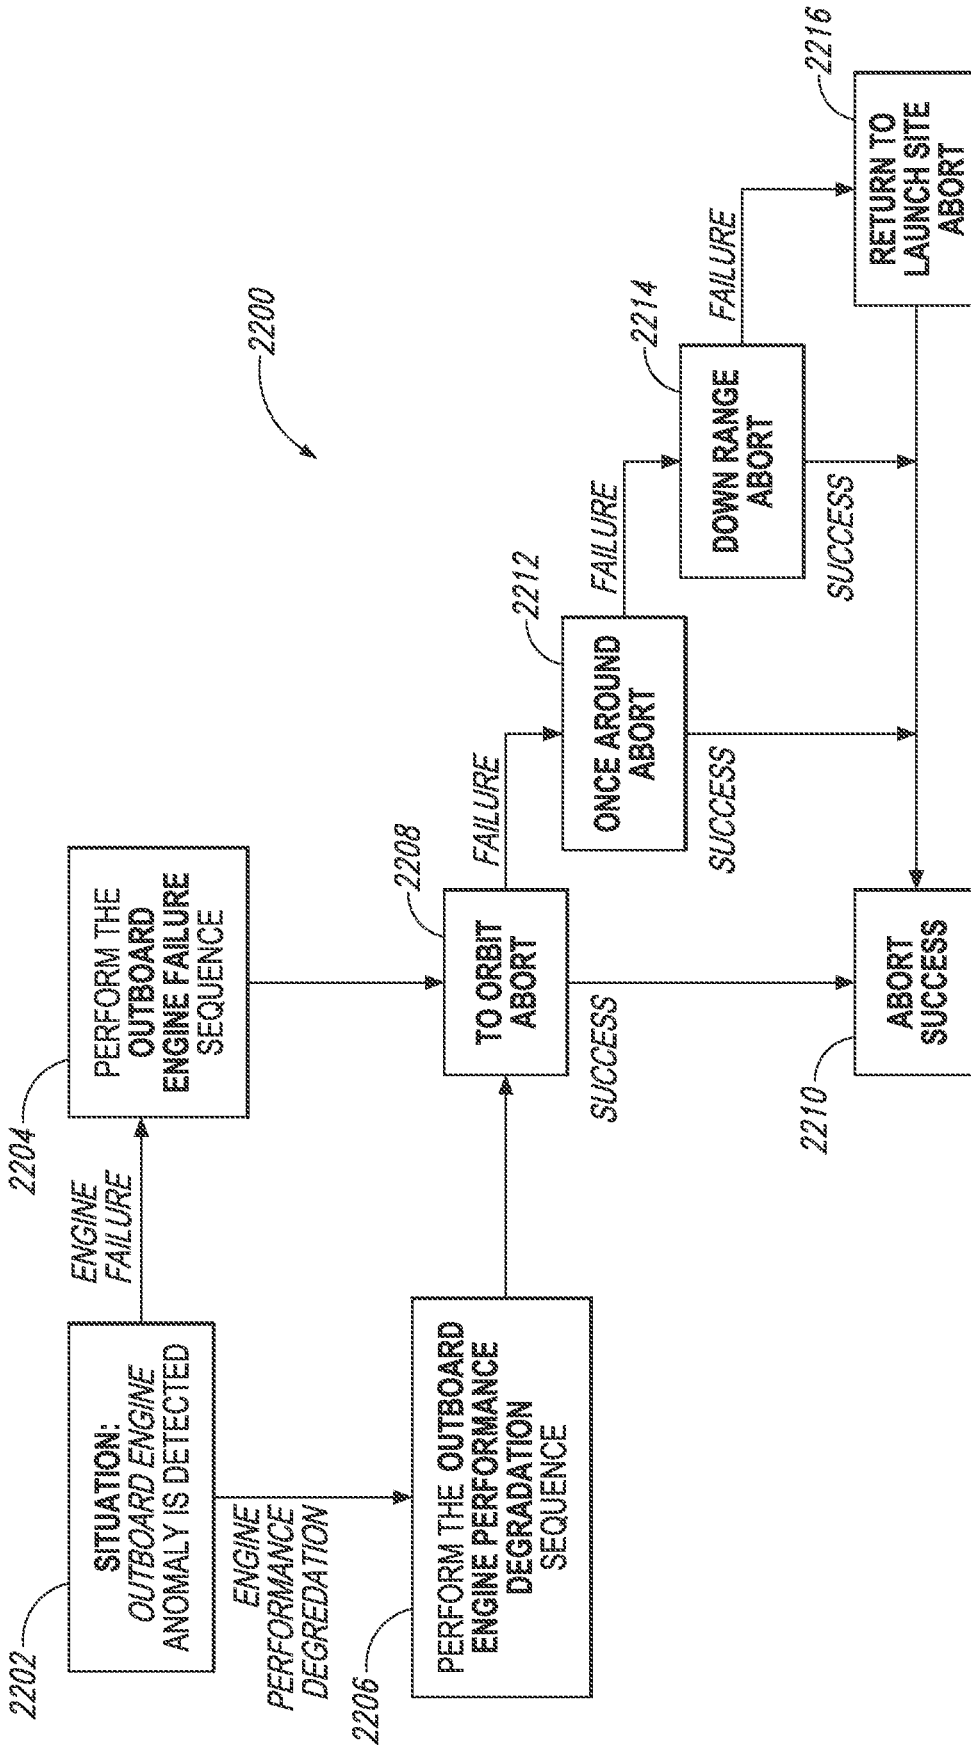 2200
2202
SITUATION:
OUTBOARD ENGINE
ANOMALY IS DETECTED
ENGINE
FAILURE
2204
PERFORM THE
OUTBOARD
ENGINE FAILURE
SEQUENCE
ENGINE
PERFORMANCE
DEGREDATION
2206
PERFORM THE OUTBOARD
ENGINE PERFORMANCE
DEGRADATION
SEQUENCE
2208
TO ORBIT
ABORT
FAILURE
SUCCESS
2212
ONCE AROUND
ABORT
FAILURE
SUCCESS
2214
DOWN RANGE
ABORT
FAILURE
SUCCESS
2216
RETURN TO
LAUNCH SITE
ABORT
2210
ABORT
SUCCESS